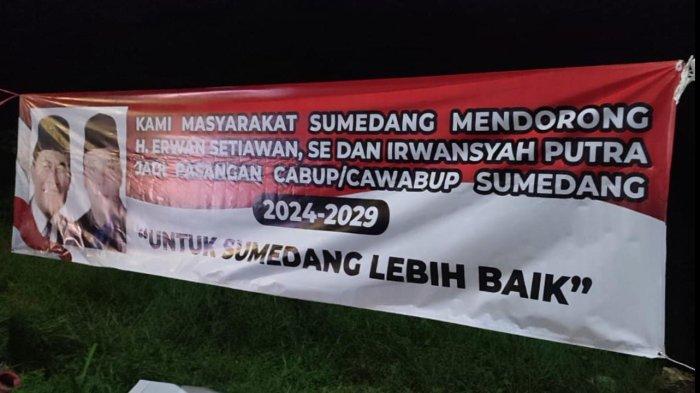 KAMI MASYARAKAT SUMEDANG MENDORONG
H. ERWAN SETIAWAN, SE DAN IRWANSYAH PUTRA
JADI PASANGAN CABUP/CAWABUP SUMEDANG
2024-2029
“UNTUK SUMEDANG LEBIH BAIK”